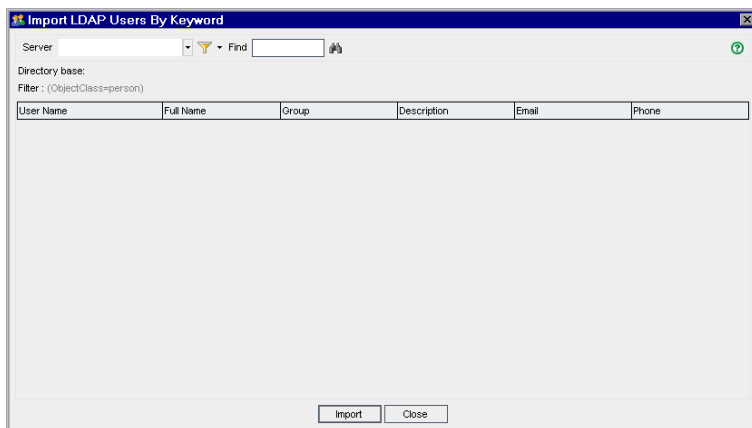 Import LDAP Users By Keyword
Server Find
Directory base:
Filter : (ObjectClass=person)
User Name Full Name Group Description Email Phone
Import Close